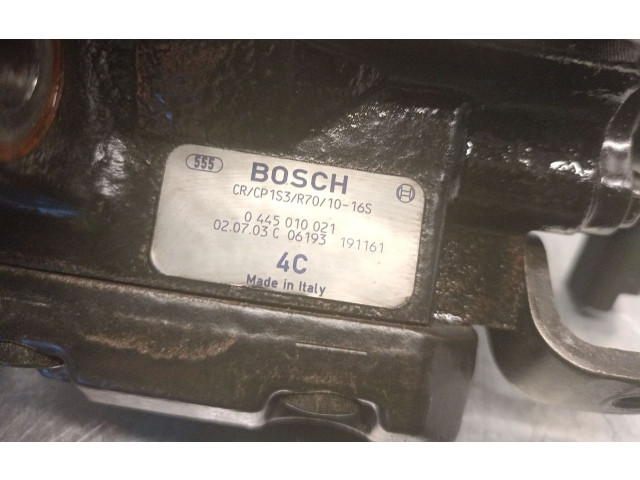 555
BOSCH
CR/CP1S3/R70/10-16S
0 445 010 021
02.07.03 C 06193 191161
4C
Made in Italy